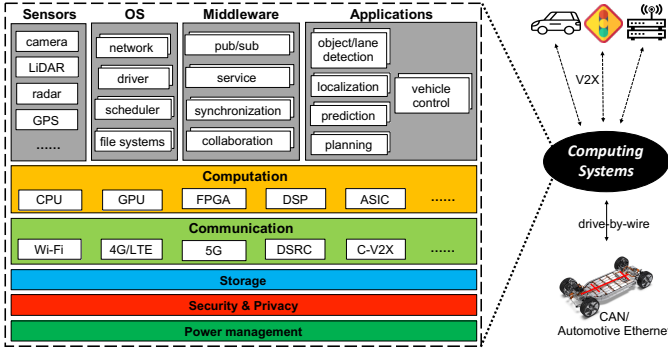 Sensors
camera
LiDAR
radar
GPS
......
OS
network
driver
scheduler
file systems
Middleware
pub/sub
service
synchronization
collaboration
Applications
object/lane
detection
localization
prediction
planning
vehicle
control
Computation
CPU
GPU
FPGA
DSP
ASIC
......
Communication
Wi-Fi
4G/LTE
5G
DSRC
C-V2X
......
Storage
Security & Privacy
Power management
V2X
Computing
Systems
drive-by-wire
CAN/
Automotive Ethernet